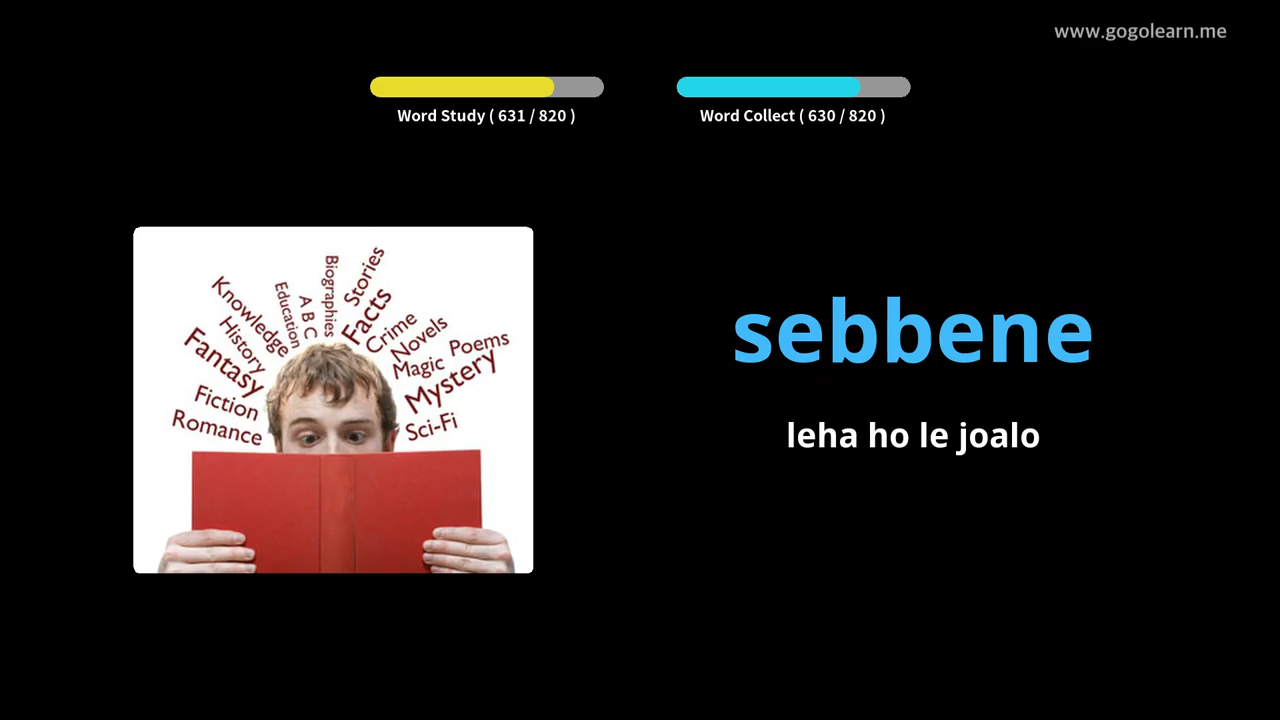 www.gogolearn.me
Word Study ( 631 / 820 )
Word Collect ( 630 / 820 )
Biographies
Stories
Education
A B C
Facts
Knowledge
Crime
History
Novels
Fantasy
Magic
Poems
Mystery
Fiction
Romance
Sci-Fi
sebbene
leha ho le joalo